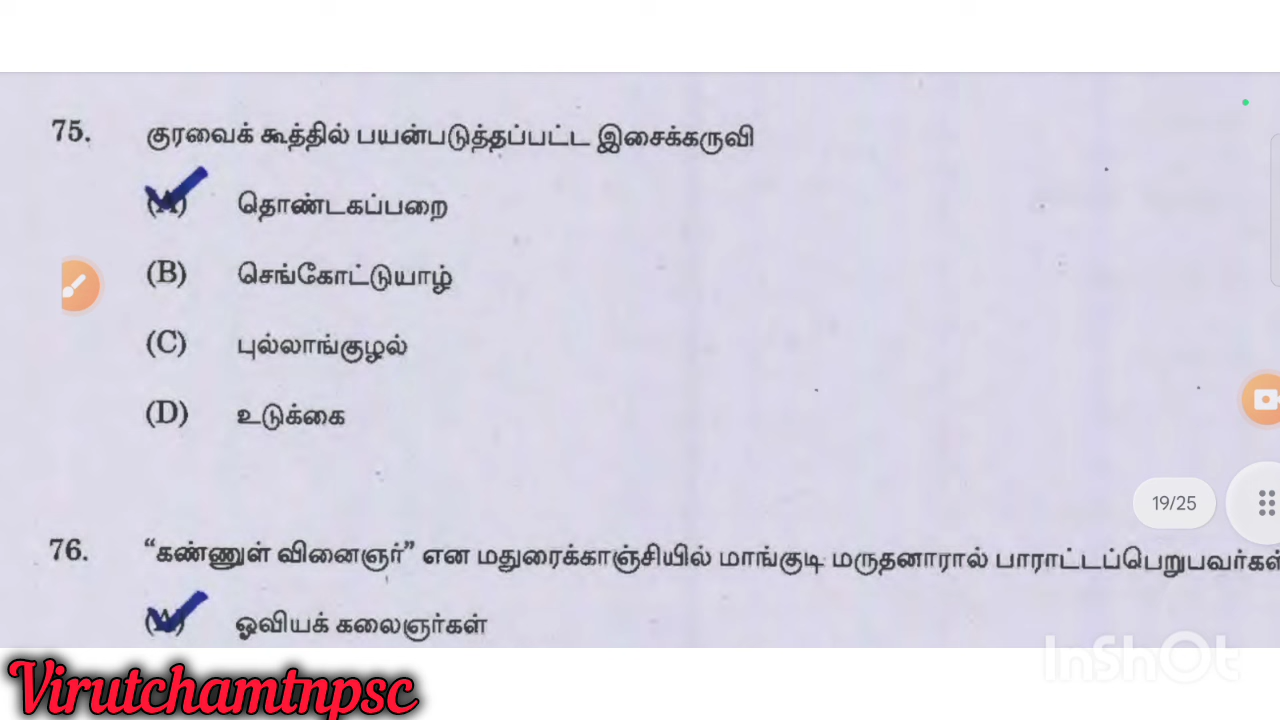 75. குரவைக் கூத்தில் பயன்படுத்தப்பட்ட இசைக்கருவி
(A) தொண்டகப்பறை
(B) செங்கோட்டுயாழ்
(C) புல்லாங்குழல்
(D) உடுக்கை
19/25
76. “கண்ணுள் வினைஞர்” என மதுரைக்காஞ்சியில் மாங்குடி மருதனாரால் பாராட்டப்பெறுபவர்கள்
(A) ஓவியக் கலைஞர்கள்
InShOt
Virutchamtnpsc